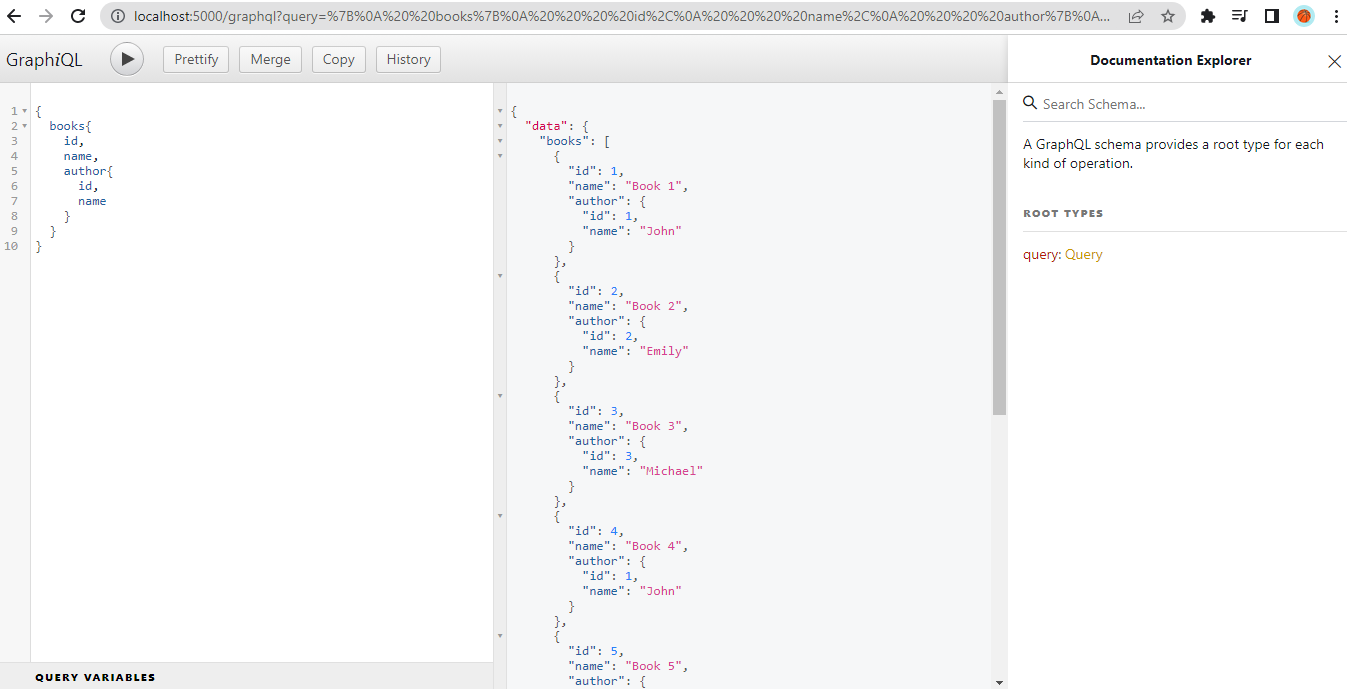 localhost:5000/graphql?query=%7B%0A%20%20books%7B%0A%20%20%20%20id%2C%0A%20%20%20%20name%2C%0A%20%20%20%20author%7B%0A...
GraphiQL Prettify Merge Copy History
1 {
2 books{
3 id,
4 name,
5 author{
6 id,
7 name
8 }
9 }
10 }
QUERY VARIABLES
{
"data": {
"books": [
{
"id": 1,
"name": "Book 1",
"author": {
"id": 1,
"name": "John"
}
},
{
"id": 2,
"name": "Book 2",
"author": {
"id": 2,
"name": "Emily"
}
},
{
"id": 3,
"name": "Book 3",
"author": {
"id": 3,
"name": "Michael"
}
},
{
"id": 4,
"name": "Book 4",
"author": {
"id": 1,
"name": "John"
}
},
{
"id": 5,
"name": "Book 5",
"author": {
Documentation Explorer
Search Schema...
A GraphQL schema provides a root type for each
kind of operation.
ROOT TYPES
query: Query